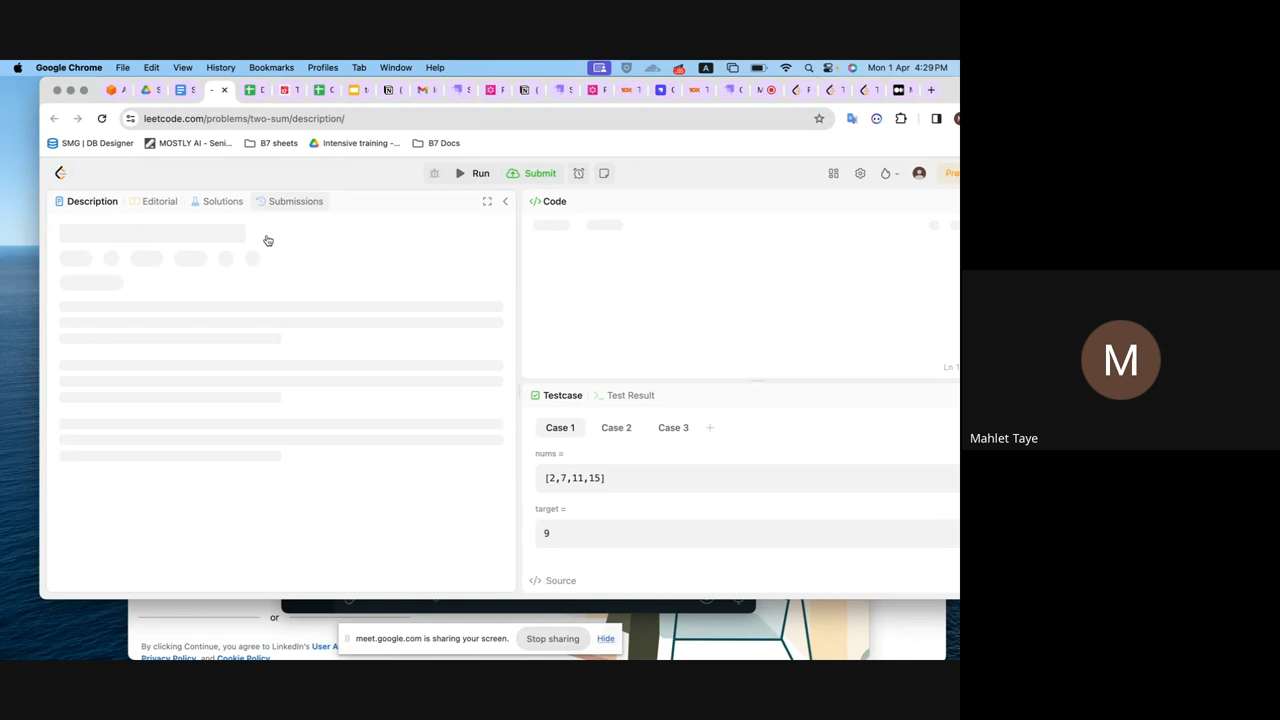 Google Chrome File Edit View History Bookmarks Profiles Tab Window Help A Mon 1 Apr 4:29 PM
leetcode.com/problems/two-sum/description/
SMG | DB Designer MOSTLY AI - Seni... B7 sheets Intensive training -... B7 Docs
Run Submit Pre
Description Editorial Solutions Submissions
</> Code
Ln 1
Testcase Test Result
Case 1 Case 2 Case 3 +
nums =
[2,7,11,15]
target =
9
</> Source
or
meet.google.com is sharing your screen. Stop sharing Hide
By clicking Continue, you agree to LinkedIn's User A
Privacy Policy, and Cookie Policy.
M
Mahlet Taye